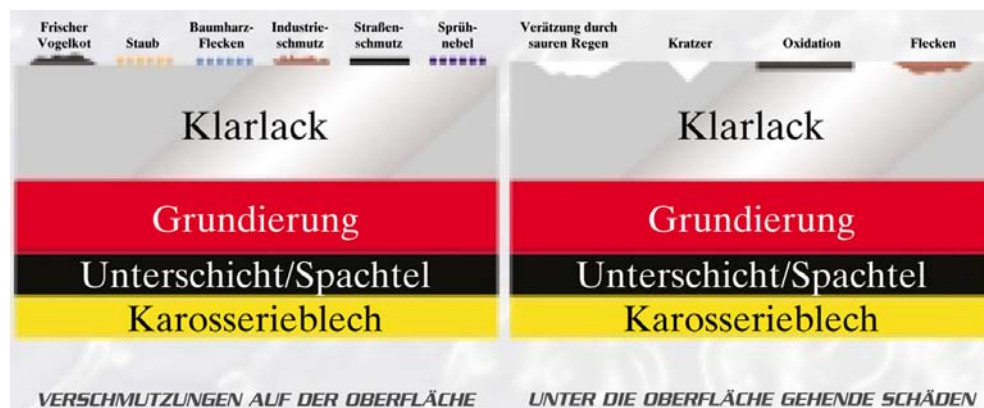 Frischer
Vogelkot
Staub
Baumharz-
Flecken
Industrie-
schmutz
Straßen-
schmutz
Sprüh-
nebel
Klarlack
Grundierung
Unterschicht/Spachtel
Karosserieblech
VERSCHMUTZUNGEN AUF DER OBERFLÄCHE
Verätzung durch
sauren Regen
Kratzer
Oxidation
Flecken
Klarlack
Grundierung
Unterschicht/Spachtel
Karosserieblech
UNTER DIE OBERFLÄCHE GEHENDE SCHÄDEN